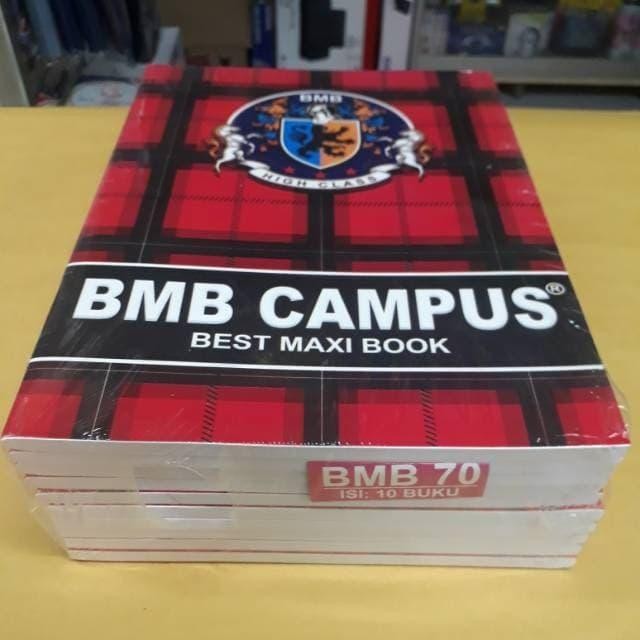 BMB
HIGH CLASS
BMB CAMPUS®
BEST MAXI BOOK
BMB 70
ISI: 10 BUKU